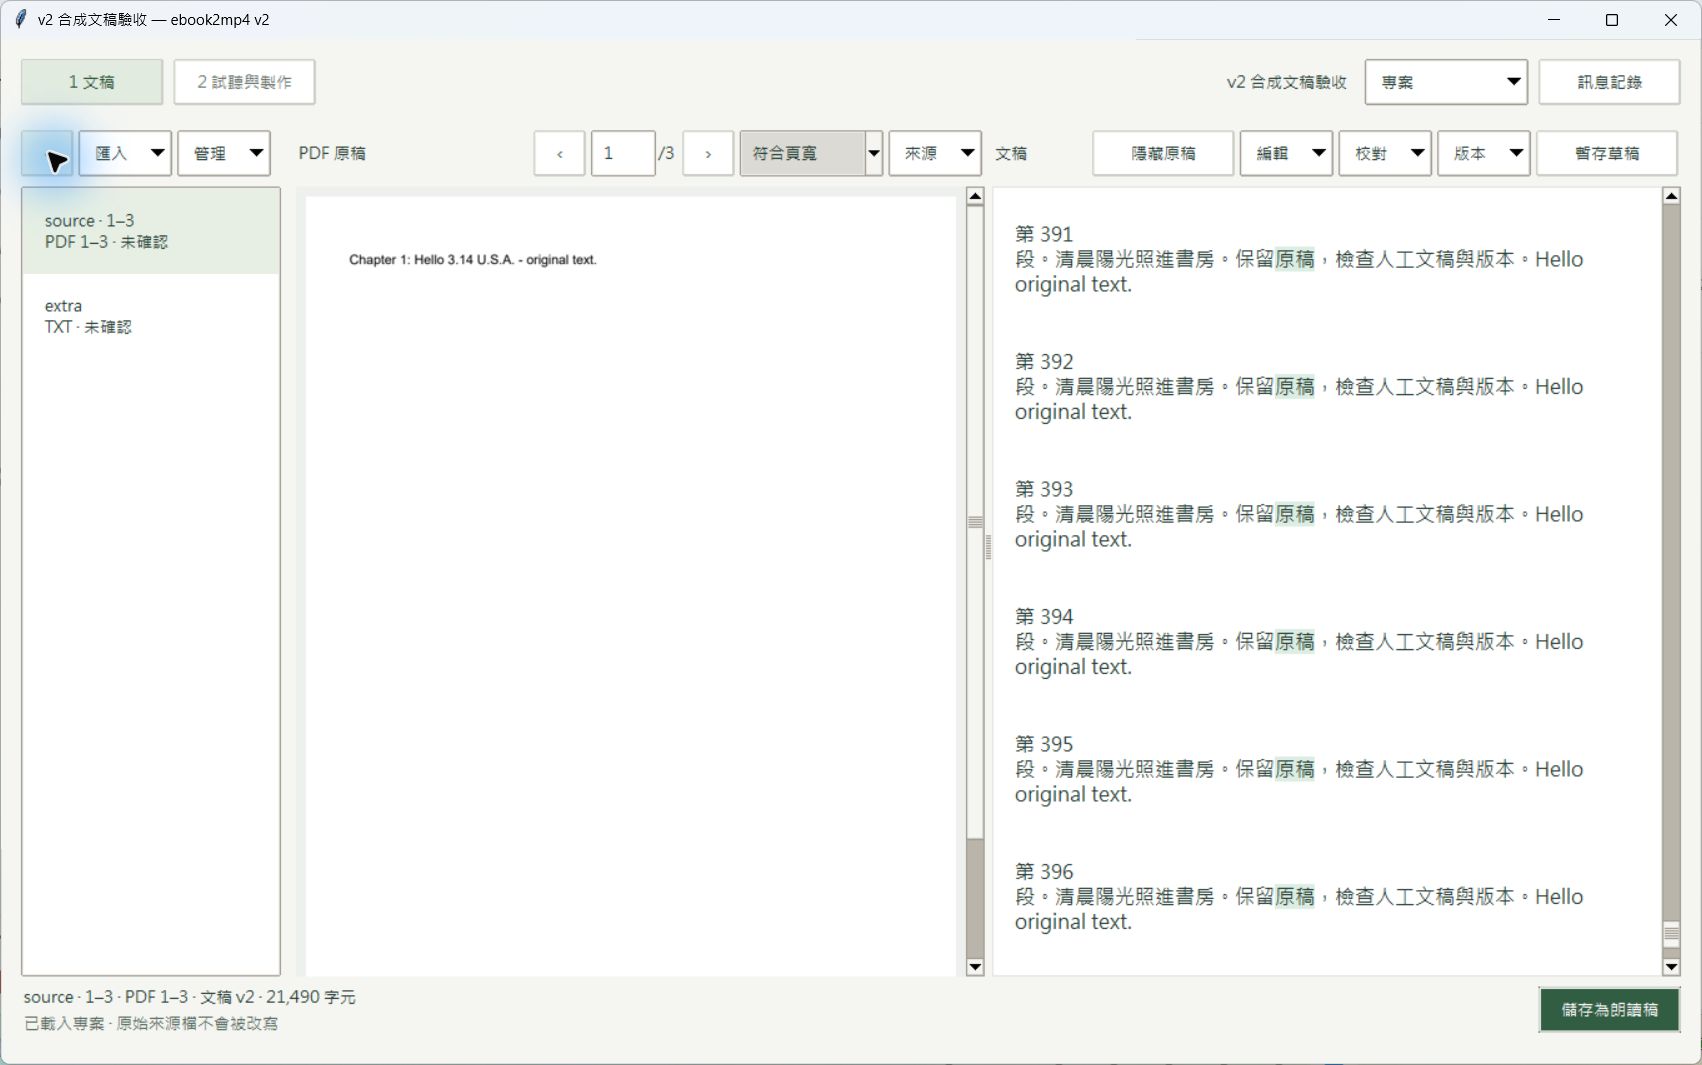 v2 合成文稿驗收 — ebook2mp4 v2
1 文稿
2 試聽與製作
v2 合成文稿驗收
專案
訊息記錄
匯入
管理
PDF 原稿
‹
1
/3
›
符合頁寬
來源
文稿
隱藏原稿
編輯
校對
版本
暫存草稿
source · 1–3
PDF 1–3 · 未確認
extra
TXT · 未確認
Chapter 1: Hello 3.14 U.S.A. - original text.
第 391
段。清晨陽光照進書房。保留原稿，檢查人工文稿與版本。Hello
original text.
第 392
段。清晨陽光照進書房。保留原稿，檢查人工文稿與版本。Hello
original text.
第 393
段。清晨陽光照進書房。保留原稿，檢查人工文稿與版本。Hello
original text.
第 394
段。清晨陽光照進書房。保留原稿，檢查人工文稿與版本。Hello
original text.
第 395
段。清晨陽光照進書房。保留原稿，檢查人工文稿與版本。Hello
original text.
第 396
段。清晨陽光照進書房。保留原稿，檢查人工文稿與版本。Hello
original text.
source · 1–3 · PDF 1–3 · 文稿 v2 · 21,490 字元
已載入專案 · 原始來源檔不會被改寫
儲存為朗讀稿